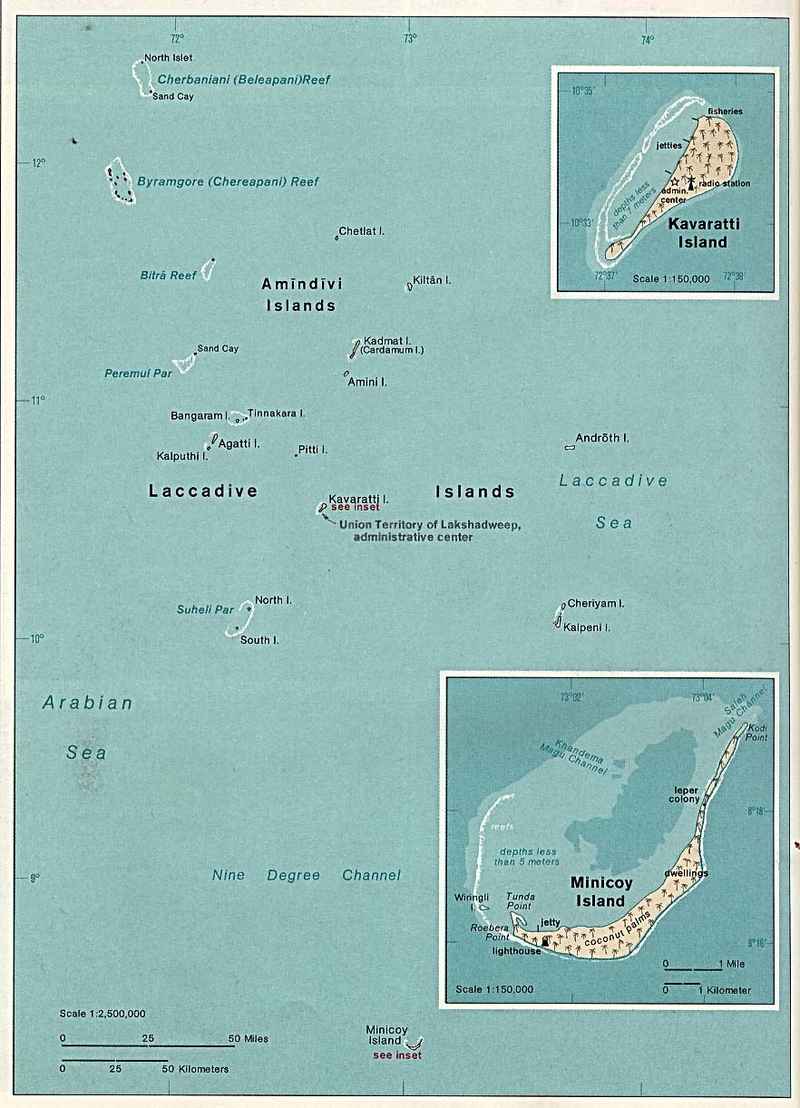 72°
73°
74°
North Islet
Cherbaniani (Beleapani)Reef
Sand Cay
12°
Byramgore (Chereapani) Reef
Chetlat I.
Bitrā Reef
Amīndīvi
Islands
Kiltān I.
Sand Cay
Peremul Par
Kadmat I.
(Cardamum I.)
Amini I.
11°
Bangaram I.
Tinnakara I.
Agatti I.
Kalputhi I.
Pitti I.
Androth I.
Laccadive
Islands
Laccadive
Sea
Kavaratti I.
see inset
Union Territory of Lakshadweep,
administrative center
Suheli Par
North I.
South I.
Cheriyam I.
Kalpeni I.
10°
Arabian
Sea
9°
Nine Degree Channel
Scale 1:2,500,000
0 25 50 Miles
0 25 50 Kilometers
Minicoy
Island
see inset
10°35'
fisheries
jetties
depths less
than 7 meters
admin.
center
radio station
10°33'
Kavaratti
Island
72°37'
72°38'
Scale 1:150,000
73°02'
73°04'
Saleh
Magu Channel
Kodi
Point
Khandema
Magu Channel
leper
colony
8°18'
reefs
depths less
than 5 meters
dwellings
Minicoy
Island
Winngli
I.
Tunda
Point
Roebera
Point
jetty
coconut palms
lighthouse
8°16'
0 1 Mile
0 1 Kilometer
Scale 1:150,000